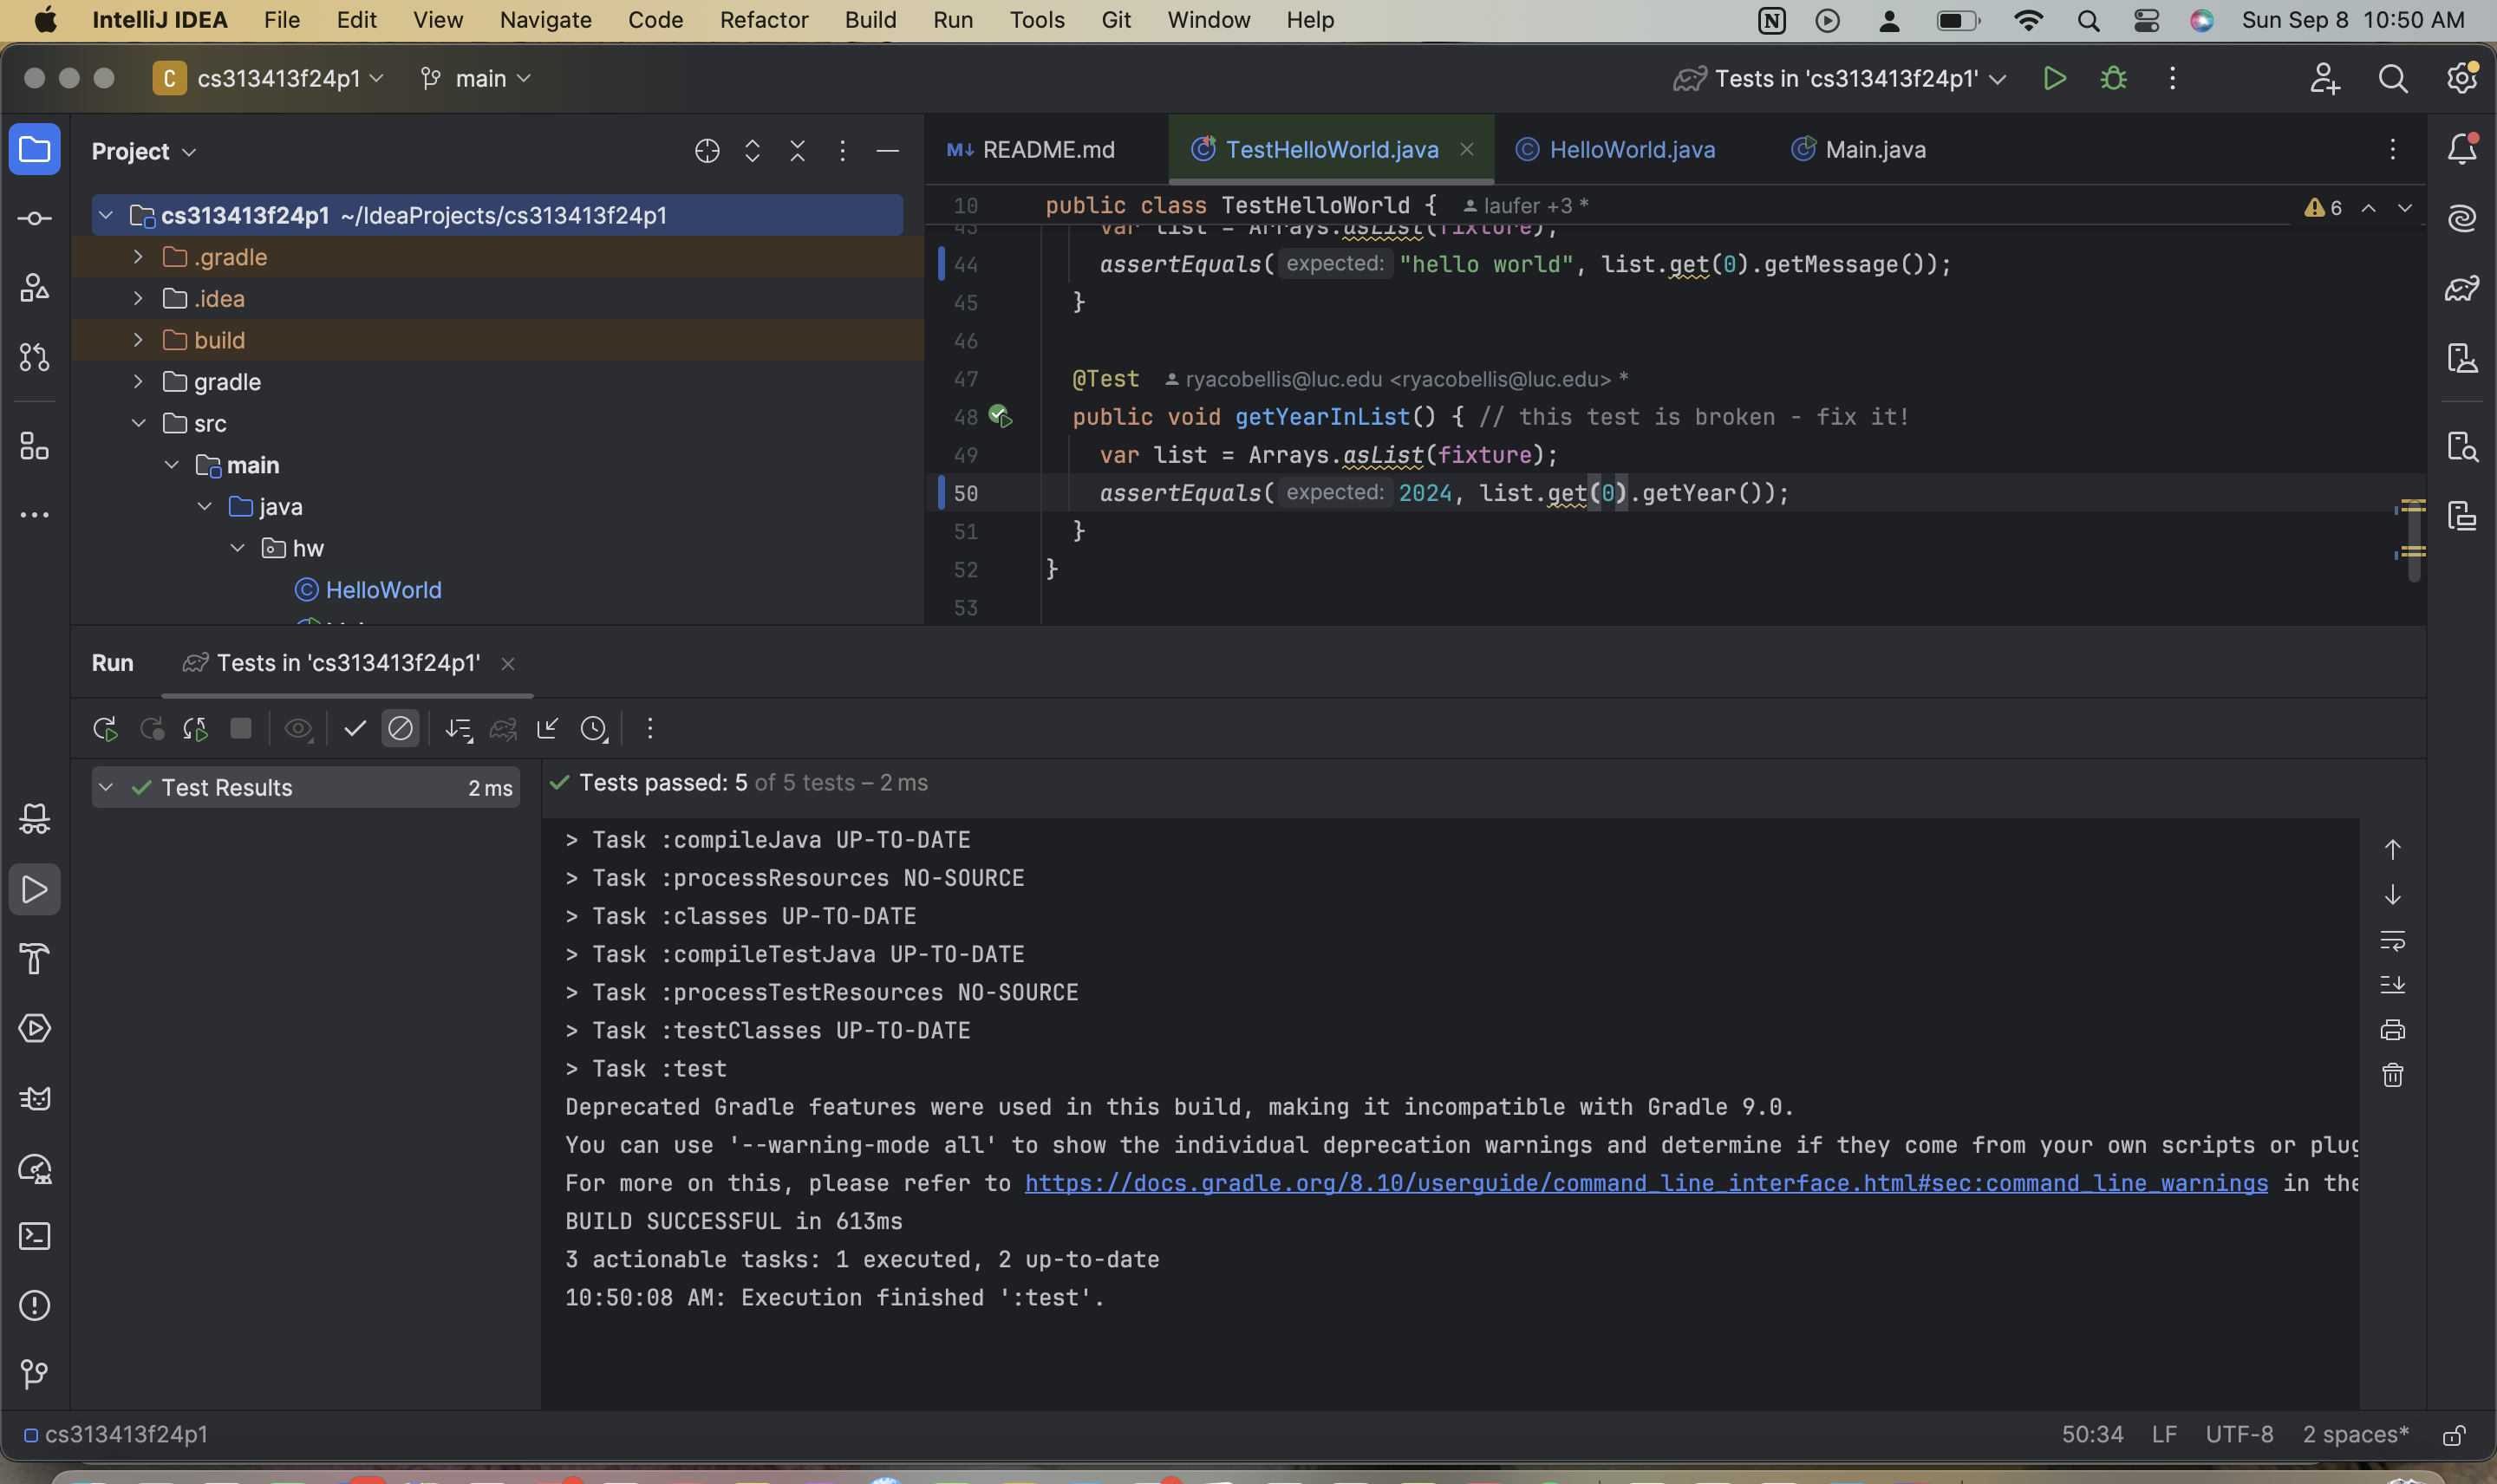 IntelliJ IDEA File Edit View Navigate Code Refactor Build Run Tools Git Window Help N Sun Sep 8 10:50 AM
C cs313413f24p1 main Tests in 'cs313413f24p1'
Project
M↓ README.md TestHelloWorld.java HelloWorld.java Main.java
cs313413f24p1 ~/IdeaProjects/cs313413f24p1
.gradle
.idea
build
gradle
src
main
java
hw
HelloWorld
10 public class TestHelloWorld { laufer +3 * 6
43 var list = Arrays.asList(fixture);
44 assertEquals( expected: "hello world", list.get(0).getMessage());
45 }
46
47 @Test ryacobellis@luc.edu <ryacobellis@luc.edu> *
48 public void getYearInList() { // this test is broken - fix it!
49 var list = Arrays.asList(fixture);
50 assertEquals( expected: 2024, list.get(0).getYear());
51 }
52 }
53
Run Tests in 'cs313413f24p1'
Test Results 2 ms
Tests passed: 5 of 5 tests – 2 ms
> Task :compileJava UP-TO-DATE
> Task :processResources NO-SOURCE
> Task :classes UP-TO-DATE
> Task :compileTestJava UP-TO-DATE
> Task :processTestResources NO-SOURCE
> Task :testClasses UP-TO-DATE
> Task :test
Deprecated Gradle features were used in this build, making it incompatible with Gradle 9.0.
You can use '--warning-mode all' to show the individual deprecation warnings and determine if they come from your own scripts or plug
For more on this, please refer to https://docs.gradle.org/8.10/userguide/command_line_interface.html#sec:command_line_warnings in the
BUILD SUCCESSFUL in 613ms
3 actionable tasks: 1 executed, 2 up-to-date
10:50:08 AM: Execution finished ':test'.
cs313413f24p1 50:34 LF UTF-8 2 spaces*